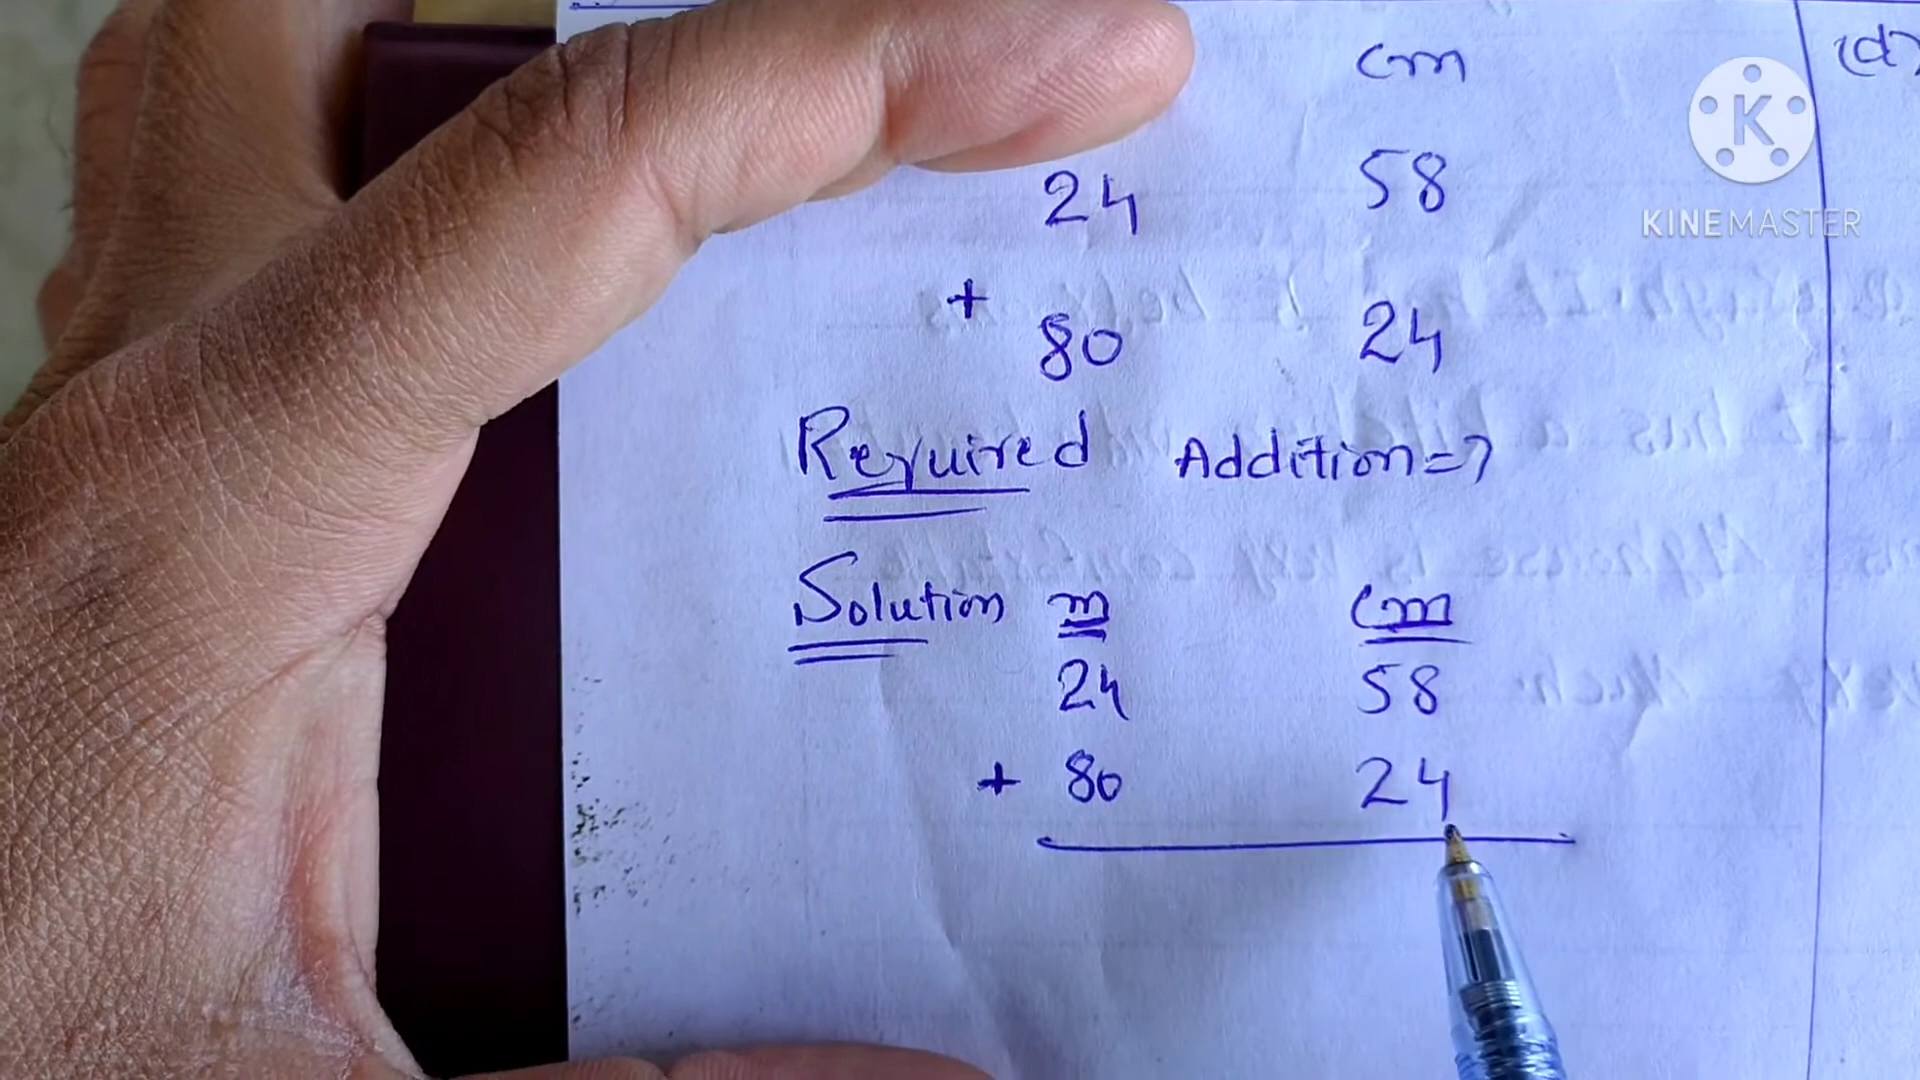 cm
(d)
24 58
+
80 24
Required Addition=?
Solution m cm
24 58
+ 80 24
K
KINEMASTER